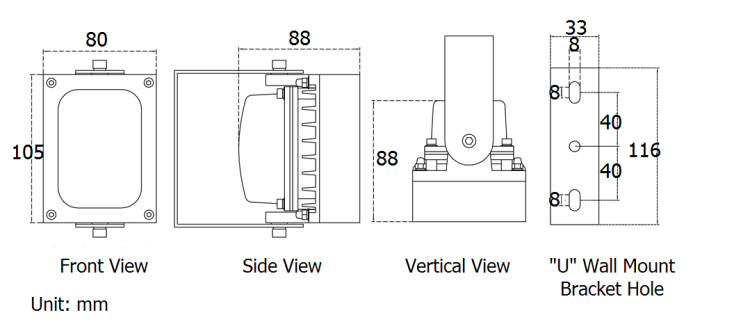 80
88
33
8
8
105
88
40
116
40
8
Front View
Side View
Vertical View
"U" Wall Mount
Bracket Hole
Unit: mm